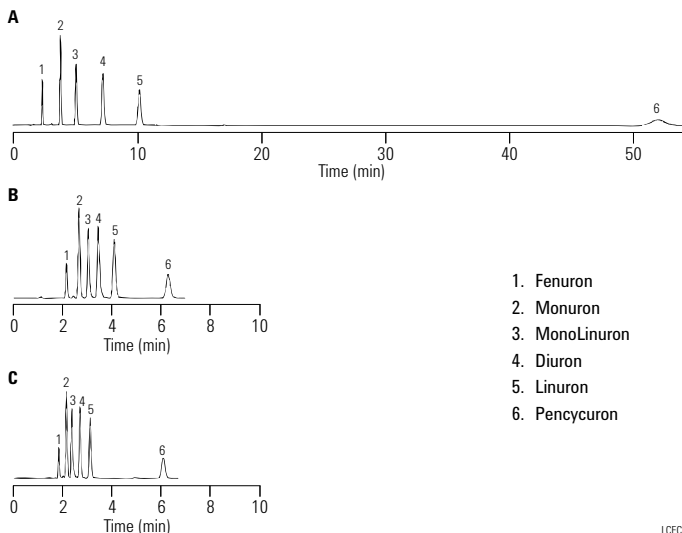 A
1
2
3
4
5
6
0 10 20 30 40 50
Time (min)
B
1
2
3
4
5
6
0 2 4 6 8 10
Time (min)
C
1
2
3
4
5
6
0 2 4 6 8 10
Time (min)
1. Fenuron
2. Monuron
3. MonoLinuron
4. Diuron
5. Linuron
6. Pencycuron